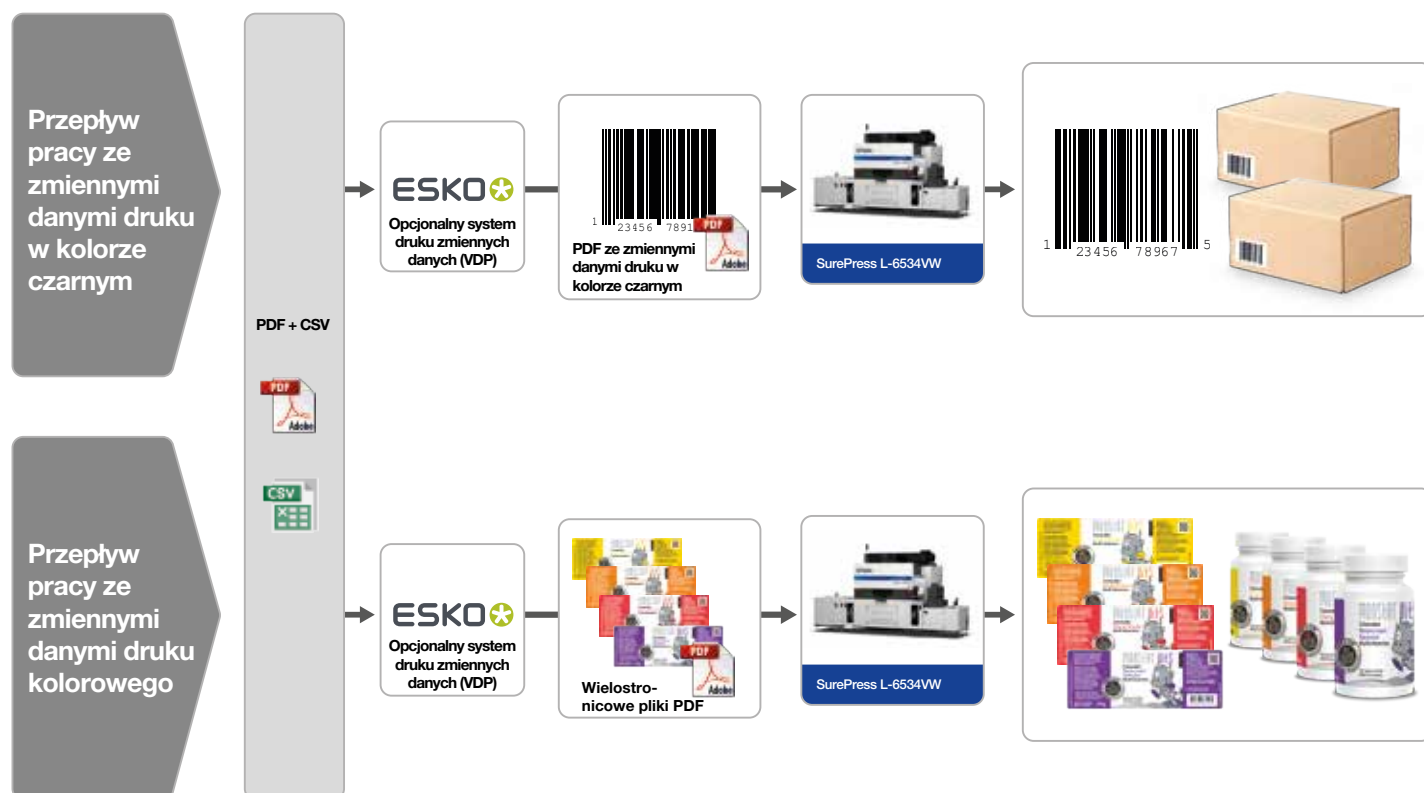 Przepływ
pracy ze
zmiennymi
danymi druku
w kolorze
czarnym
PDF + CSV
PDF
Adobe
CSV
ESKO
Opcjonalny system
druku zmiennych
danych (VDP)
1 23456 7891
PDF ze zmiennymi
danymi druku w
kolorze czarnym
PDF
Adobe
SurePress L-6534VW
1 23456 78967 5
Przepływ
pracy ze
zmiennymi
danymi druku
kolorowego
ESKO
Opcjonalny system
druku zmiennych
danych (VDP)
Wielostro-
nicowe pliki PDF
PDF
Adobe
SurePress L-6534VW